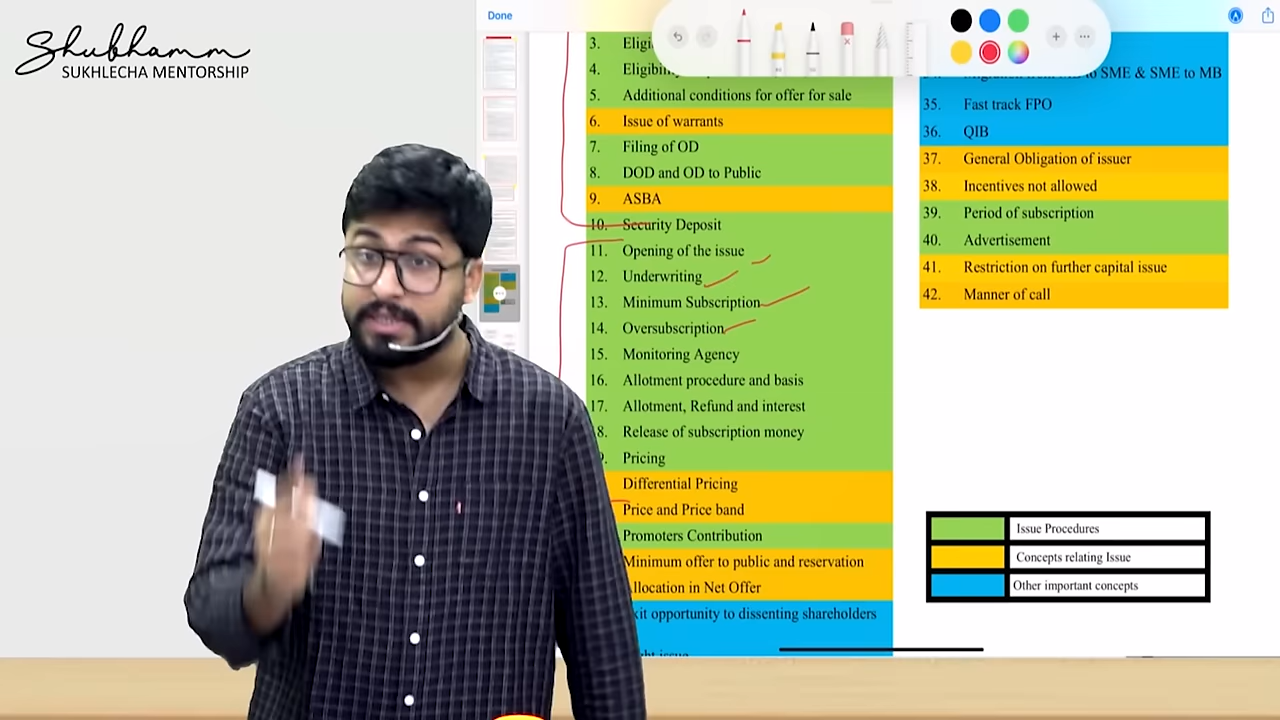 Shubhamm
SUKHLECHA MENTORSHIP
Done
3. Eligi
4.
5. Additional conditions for offer for sale
6. Issue of warrants
7. Filing of OD
8. DOD and OD to Public
9. ASBA
10. Security Deposit
11. Opening of the issue
12. Underwriting
13. Minimum Subscription
14. Oversubscription
15. Monitoring Agency
16. Allotment procedure and basis
17. Allotment, Refund and interest
8. Release of subscription money
Pricing
Differential Pricing
Price and Price band
Promoters Contribution
Minimum offer to public and reservation
llocation in Net Offer
xit opportunity to dissenting shareholders
to SME & SME to MB
35. Fast track FPO
36. QIB
37. General Obligation of issuer
38. Incentives not allowed
39. Period of subscription
40. Advertisement
41. Restriction on further capital issue
42. Manner of call
Issue Procedures
Concepts relating Issue
Other important concepts